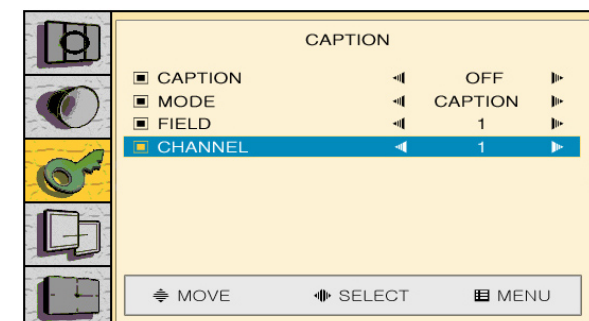 CAPTION
CAPTION OFF
MODE CAPTION
FIELD 1
CHANNEL 1
MOVE SELECT MENU